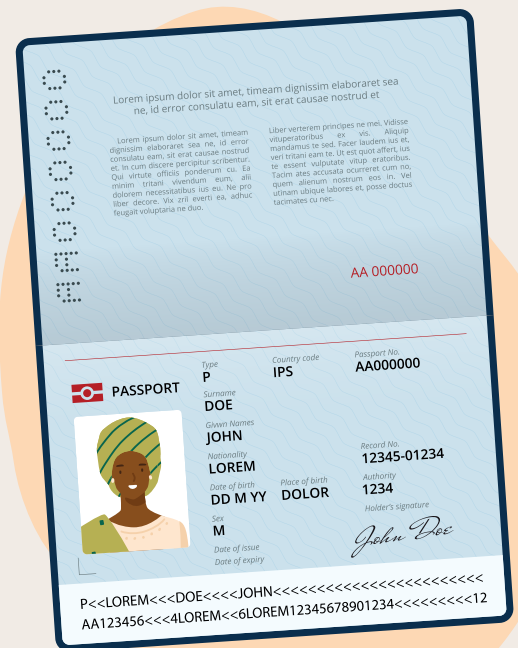 AA000000
Lorem ipsum dolor sit amet, timeam dignissim elaboraret sea
ne, id error consulatu eam, sit erat causae nostrud et
Lorem ipsum dolor sit amet, timeam
dignissim elaboraret sea ne, id error
consulatu eam, sit erat causae nostrud
et. In cum discere percipitur scribentur.
Qui virtute officiis ponderum cu. Ea
minim tritani vivendum eum, alii
dolorem necessitatibus ius eu. Ne pro
liber decore. Vix zril everti ea, adhuc
feugait voluptaria ne duo.
Liber verterem principes ne mei. Vidisse
vituperatoribus ex vis. Aliquip
mandamus te sed. Facer laudem ius et,
veri tritani eam te. Ut est quot affert, ius
te essent vulputate vitup eratoribus.
Tacim ates accusata ocurreret cum no,
quem alienum nostrum eos in. Vel
utinam ubique labores et, posse doctus
tacimates cu nec.
AA 000000
PASSPORT
Type
P
Country code
IPS
Passport No.
AA000000
Surname
DOE
Givwn Names
JOHN
Nationality
LOREM
Record No.
12345-01234
Date of birth
DD M YY
Place of birth
DOLOR
Authority
1234
Sex
M
Holder's signature
John Doe
Date of issue
Date of expiry
P<<LOREM<<<DOE<<<<JOHN<<<<<<<<<<<<<<<<<<<<<<<<
AA123456<<<4LOREM<<6LOREM12345678901234<<<<<<<<<12